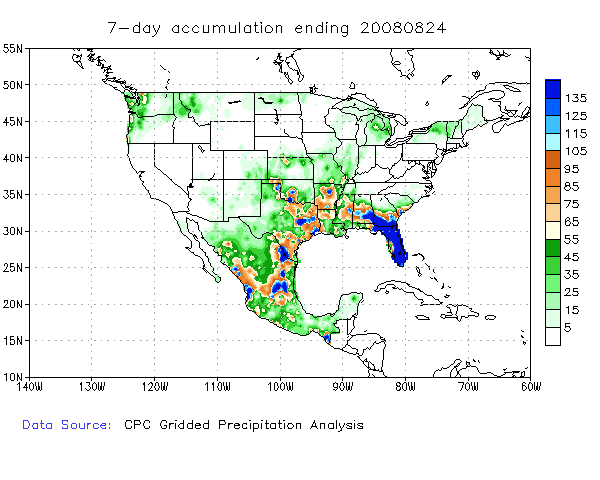 7-day accumulation ending 20080824
55N
50N
45N
40N
35N
30N
25N
20N
15N
10N
140W 130W 120W 110W 100W 90W 80W 70W 60W
135
125
115
105
95
85
75
65
55
45
35
25
15
5
Data Source: CPC Gridded Precipitation Analysis